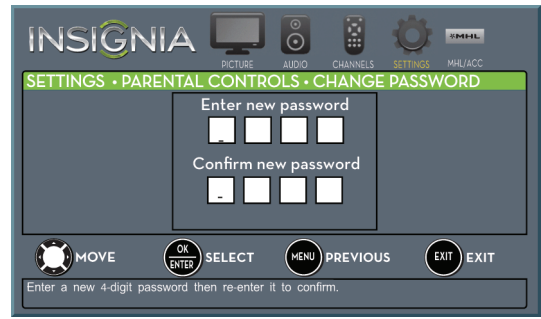 INSIGNIA
PICTURE AUDIO CHANNELS SETTINGS MHL/ACC
MHL
SETTINGS • PARENTAL CONTROLS • CHANGE PASSWORD
Enter new password
_
Confirm new password
-
MOVE OK ENTER SELECT MENU PREVIOUS EXIT EXIT
Enter a new 4-digit password then re-enter it to confirm.